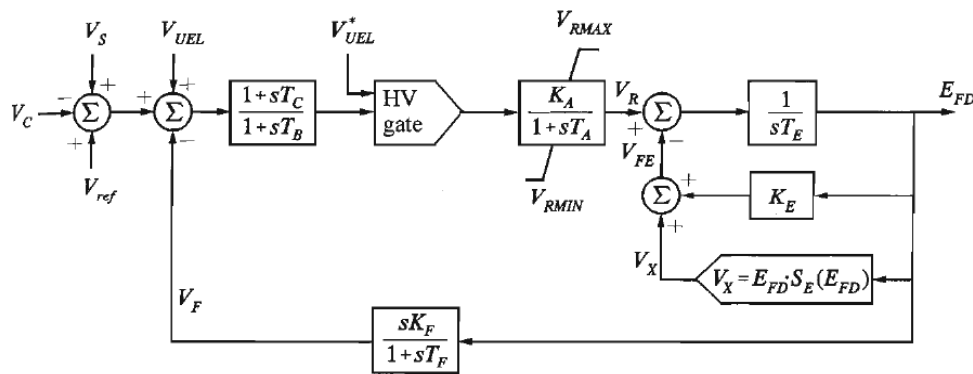 V_S
V_UEL
V*_UEL
V_RMAX
V_C
Σ
Σ
1+sT_C
1+sT_B
HV
gate
K_A
1+sT_A
V_R
Σ
1
sT_E
E_FD
V_ref
V_RMIN
V_FE
Σ
K_E
V_X
V_X = E_FD·S_E(E_FD)
V_F
sK_F
1+sT_F